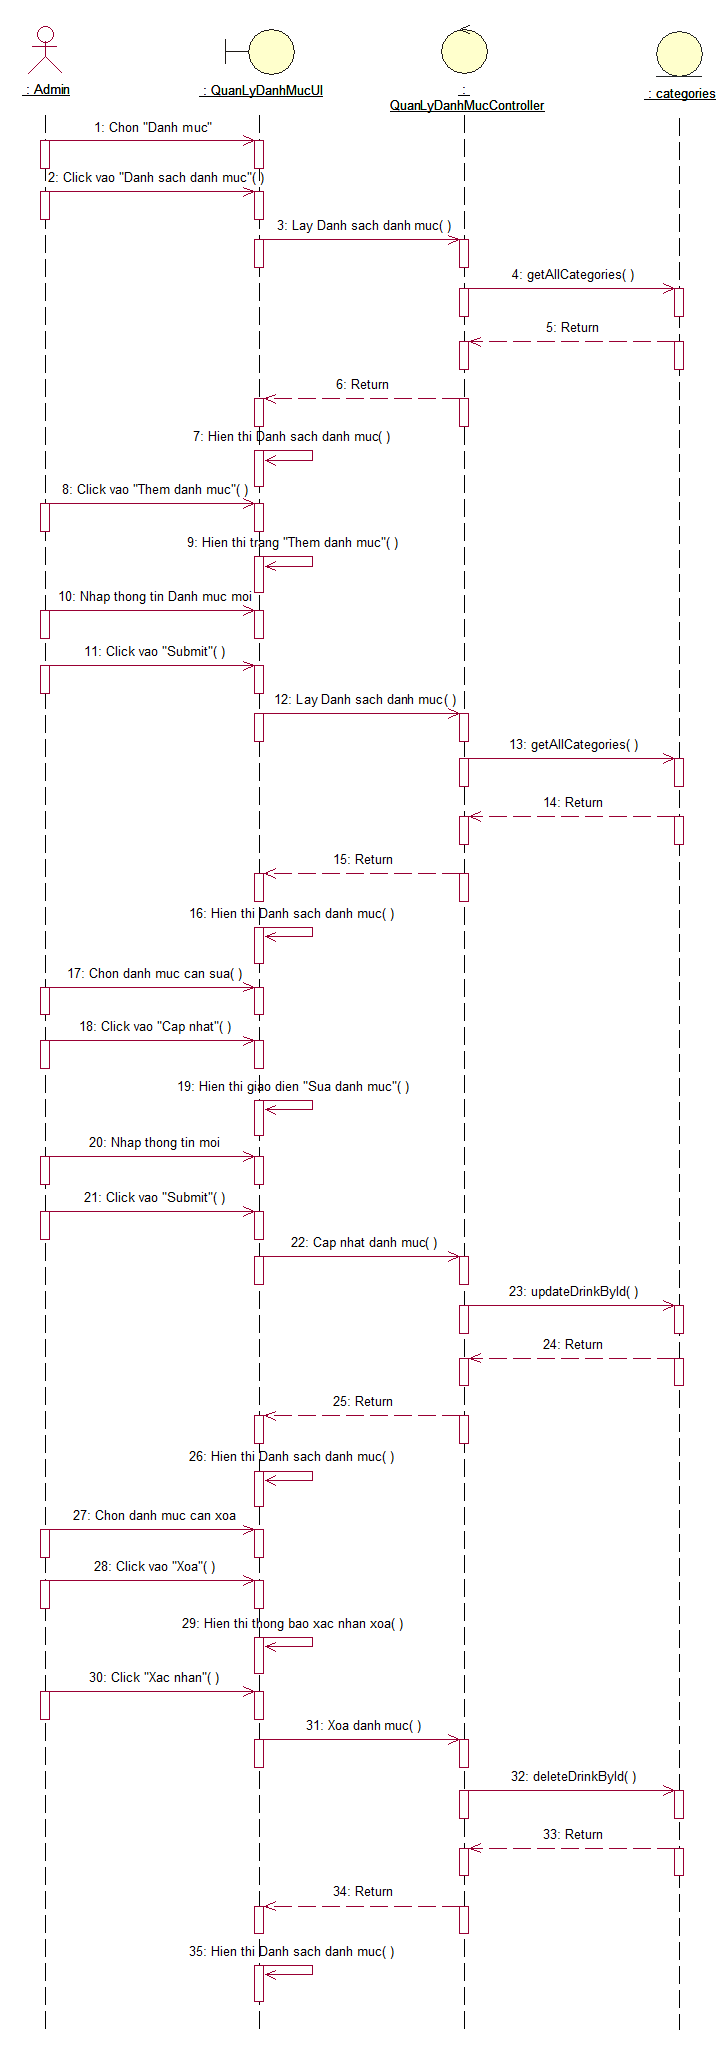 : Admin
: QuanLyDanhMucUI
:
QuanLyDanhMucController
: categories
1: Chon "Danh muc"
2: Click vao "Danh sach danh muc"( )
3: Lay Danh sach danh muc( )
4: getAllCategories( )
5: Return
6: Return
7: Hien thi Danh sach danh muc( )
8: Click vao "Them danh muc"( )
9: Hien thi trang "Them danh muc"( )
10: Nhap thong tin Danh muc moi
11: Click vao "Submit"( )
12: Lay Danh sach danh muc( )
13: getAllCategories( )
14: Return
15: Return
16: Hien thi Danh sach danh muc( )
17: Chon danh muc can sua( )
18: Click vao "Cap nhat"( )
19: Hien thi giao dien "Sua danh muc"( )
20: Nhap thong tin moi
21: Click vao "Submit"( )
22: Cap nhat danh muc( )
23: updateDrinkById( )
24: Return
25: Return
26: Hien thi Danh sach danh muc( )
27: Chon danh muc can xoa
28: Click vao "Xoa"( )
29: Hien thi thong bao xac nhan xoa( )
30: Click "Xac nhan"( )
31: Xoa danh muc( )
32: deleteDrinkById( )
33: Return
34: Return
35: Hien thi Danh sach danh muc( )